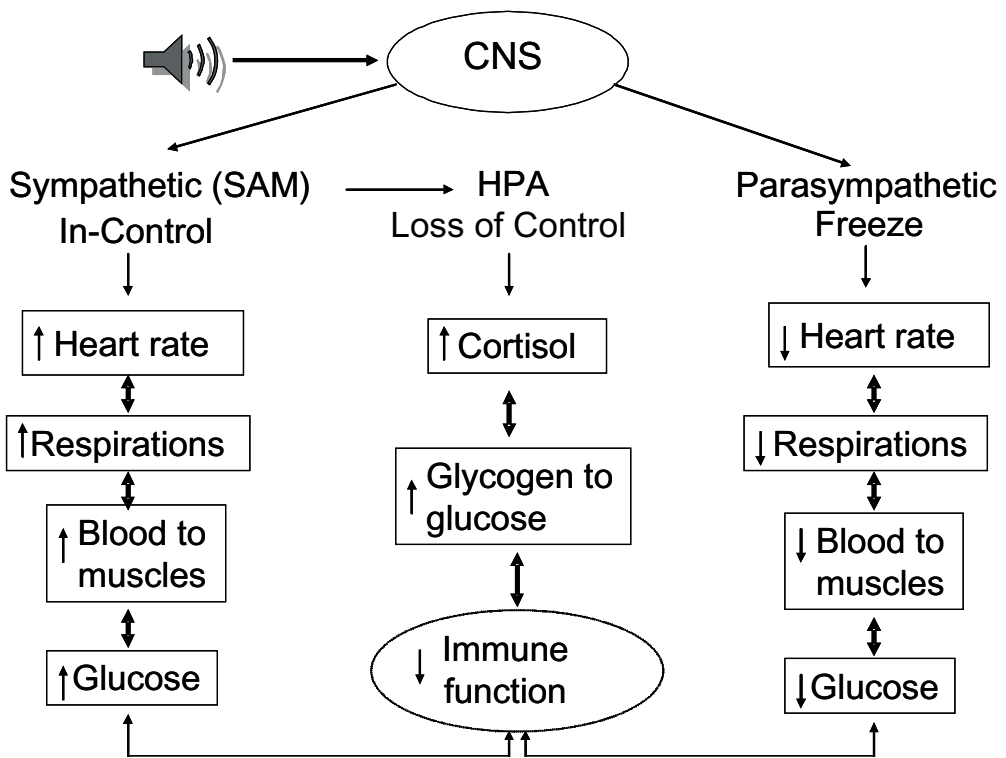 CNS
Sympathetic (SAM)
In-Control
HPA
Loss of Control
Parasympathetic
Freeze
↑ Heart rate
↑ Respirations
↑ Blood to
muscles
↑ Glucose
↑ Cortisol
↑ Glycogen to
glucose
↓ Immune
function
↓ Heart rate
↓ Respirations
↓ Blood to
muscles
↓ Glucose